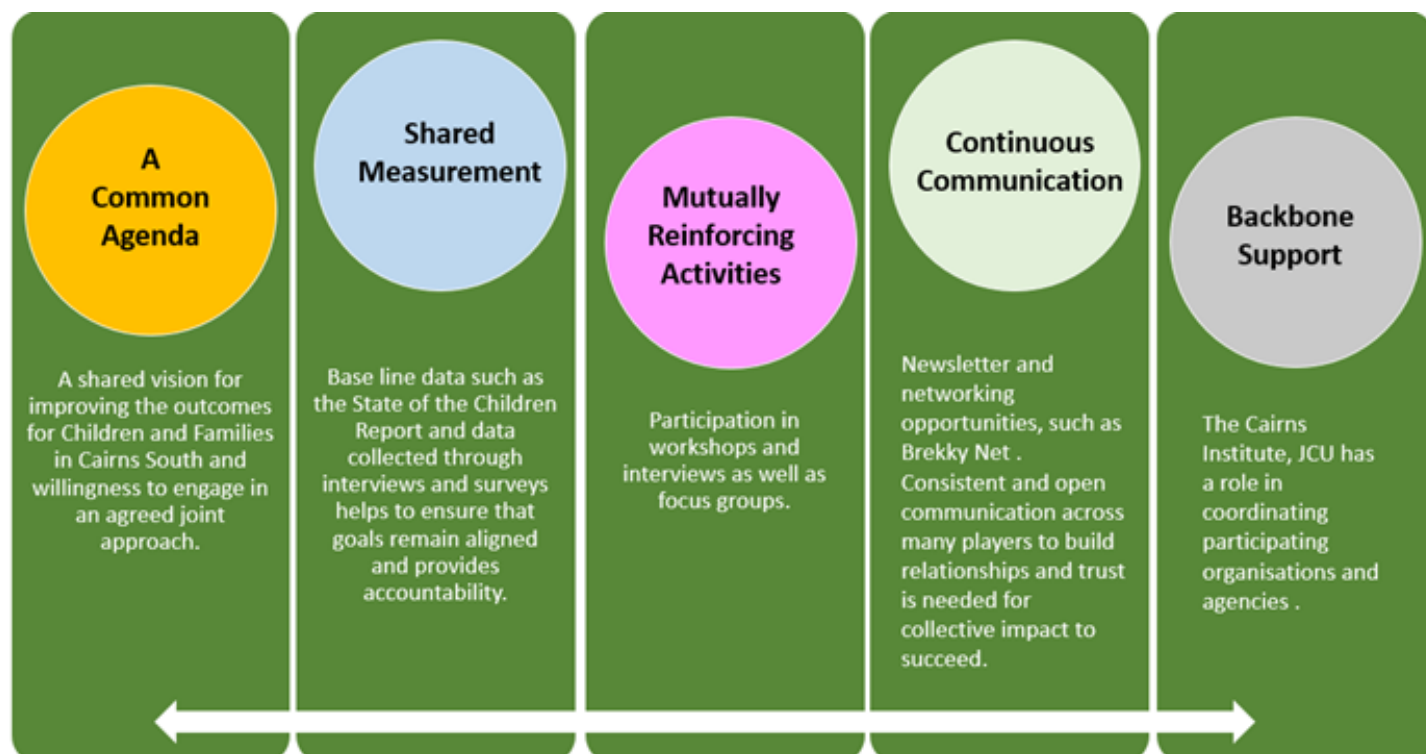 A
Common
Agenda
A shared vision for
improving the outcomes
for Children and Families
in Cairns South and
willingness to engage in
an agreed joint
approach.
Shared
Measurement
Base line data such as
the State of the Children
Report and data
collected through
interviews and surveys
helps to ensure that
goals remain aligned
and provides
accountability.
Mutually
Reinforcing
Activities
Participation in
workshops and
interviews as well as
focus groups.
Continuous
Communication
Newsletter and
networking
opportunities, such as
Brekky Net .
Consistent and open
communication across
many players to build
relationships and trust
is needed for
collective impact to
succeed.
Backbone
Support
The Cairns
Institute, JCU has
a role in
coordinating
participating
organisations and
agencies .